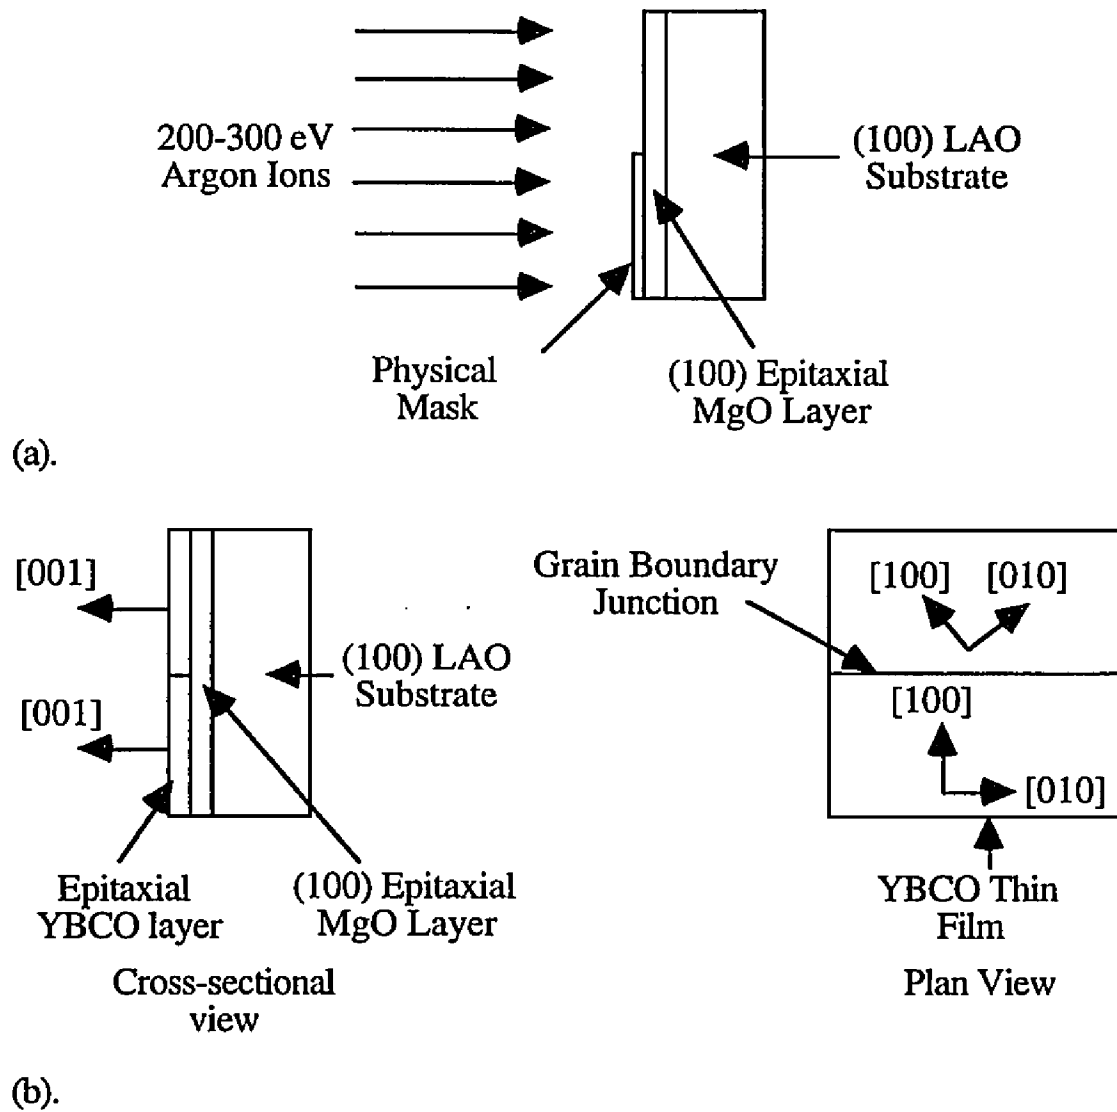 200-300 eV
Argon Ions
(100) LAO
Substrate
Physical
Mask
(100) Epitaxial
MgO Layer
(a).
[001]
[001]
(100) LAO
Substrate
Epitaxial
YBCO layer
(100) Epitaxial
MgO Layer
Cross-sectional
view
Grain Boundary
Junction
[100]
[010]
[100]
[010]
YBCO Thin
Film
Plan View
(b).